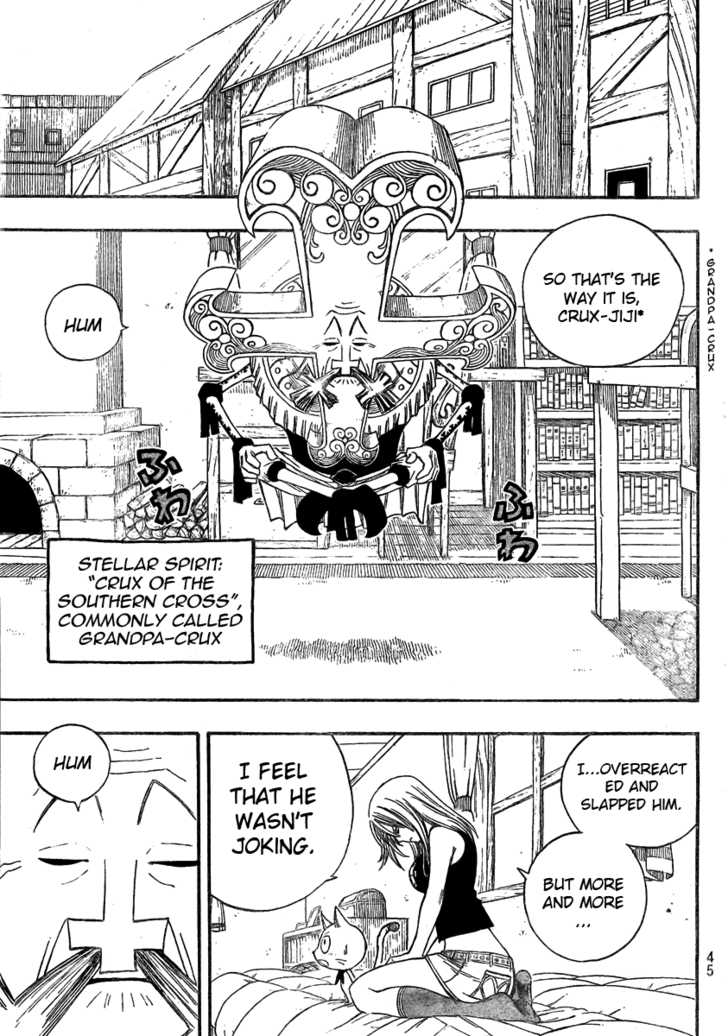 SO THAT'S THE
WAY IT IS,
CRUX-JIJI*
*GRANDPA-CRUX
HUM
ふわ
ふわ
STELLAR SPIRIT:
"CRUX OF THE
SOUTHERN CROSS",
COMMONLY CALLED
GRANDPA-CRUX
I...OVERREACT
ED AND
SLAPPED HIM.
BUT MORE
AND MORE
...
I FEEL
THAT HE
WASN'T
JOKING.
HUM
45